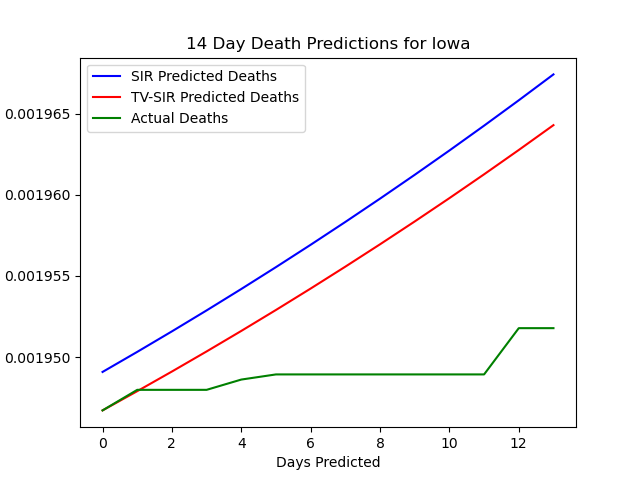 14 Day Death Predictions for Iowa
SIR Predicted Deaths
TV-SIR Predicted Deaths
Actual Deaths
0.001965
0.001960
0.001955
0.001950
0 2 4 6 8 10 12
Days Predicted